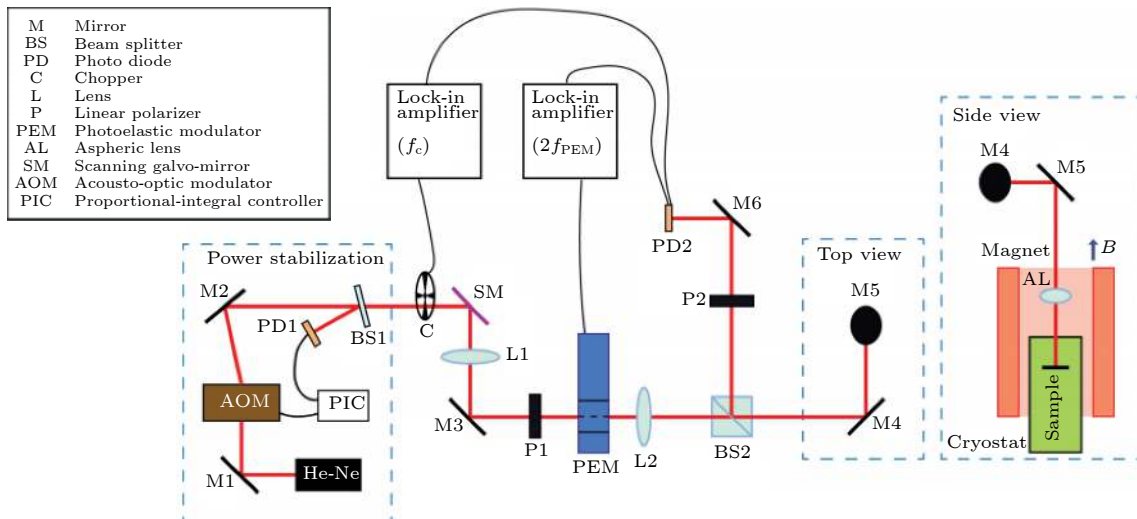 M Mirror
BS Beam splitter
PD Photo diode
C Chopper
L Lens
P Linear polarizer
PEM Photoelastic modulator
AL Aspheric lens
SM Scanning galvo-mirror
AOM Acousto-optic modulator
PIC Proportional-integral controller
Lock-in
amplifier
(f_c)
Lock-in
amplifier
(2f_PEM)
Side view
M4
M5
M6
PD2
Magnet
B
AL
Power stabilization
Top view
M2
SM
M5
PD1
BS1
C
P2
L1
AOM
PIC
M3
M4
Sample
P1
PEM
L2
BS2
Cryostat
M1
He-Ne